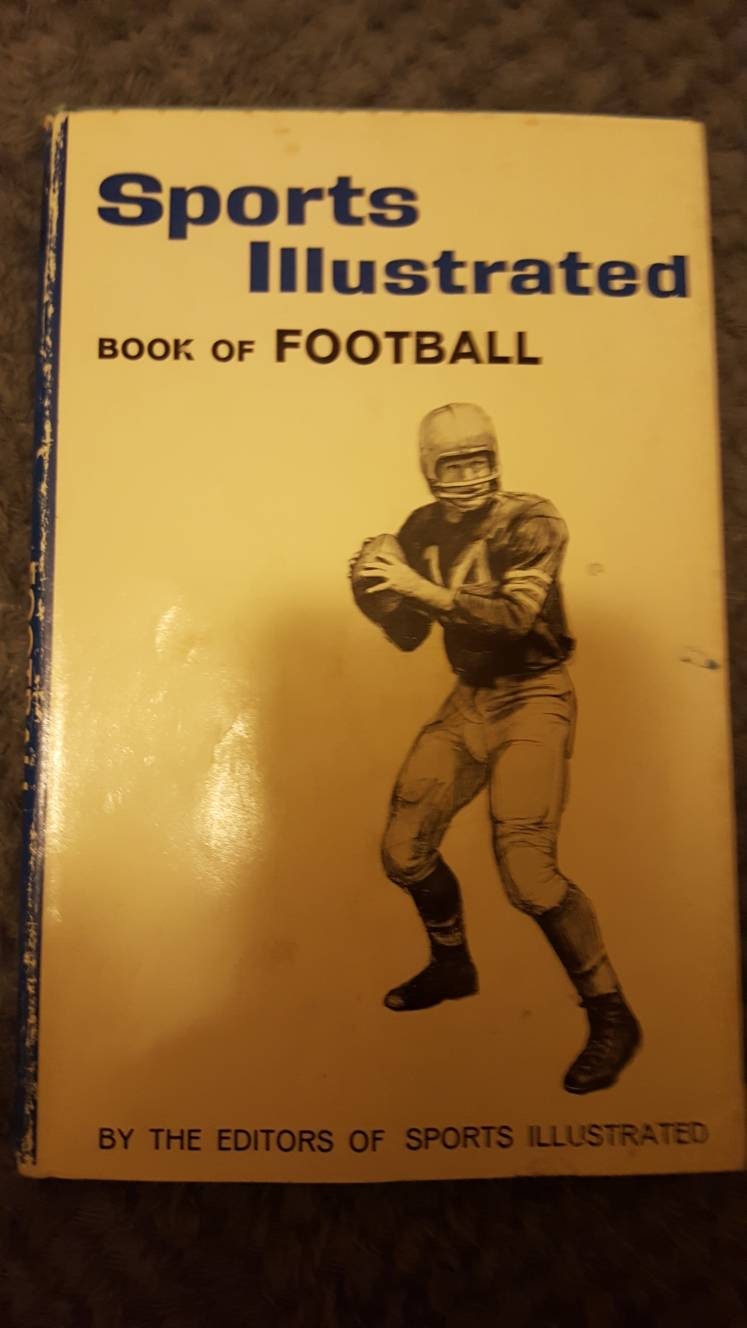 Sports
Illustrated
BOOK OF FOOTBALL
14
BY THE EDITORS OF SPORTS ILLUSTRATED